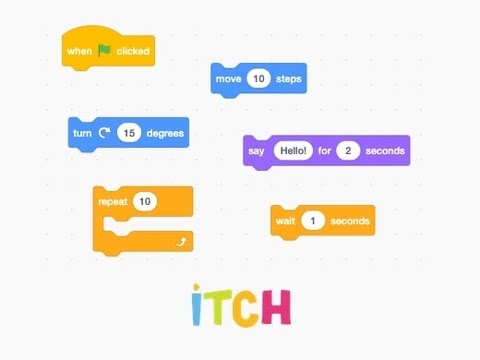 when clicked
move 10 steps
turn 15 degrees
say Hello! for 2 seconds
repeat 10
wait 1 seconds
iTCH